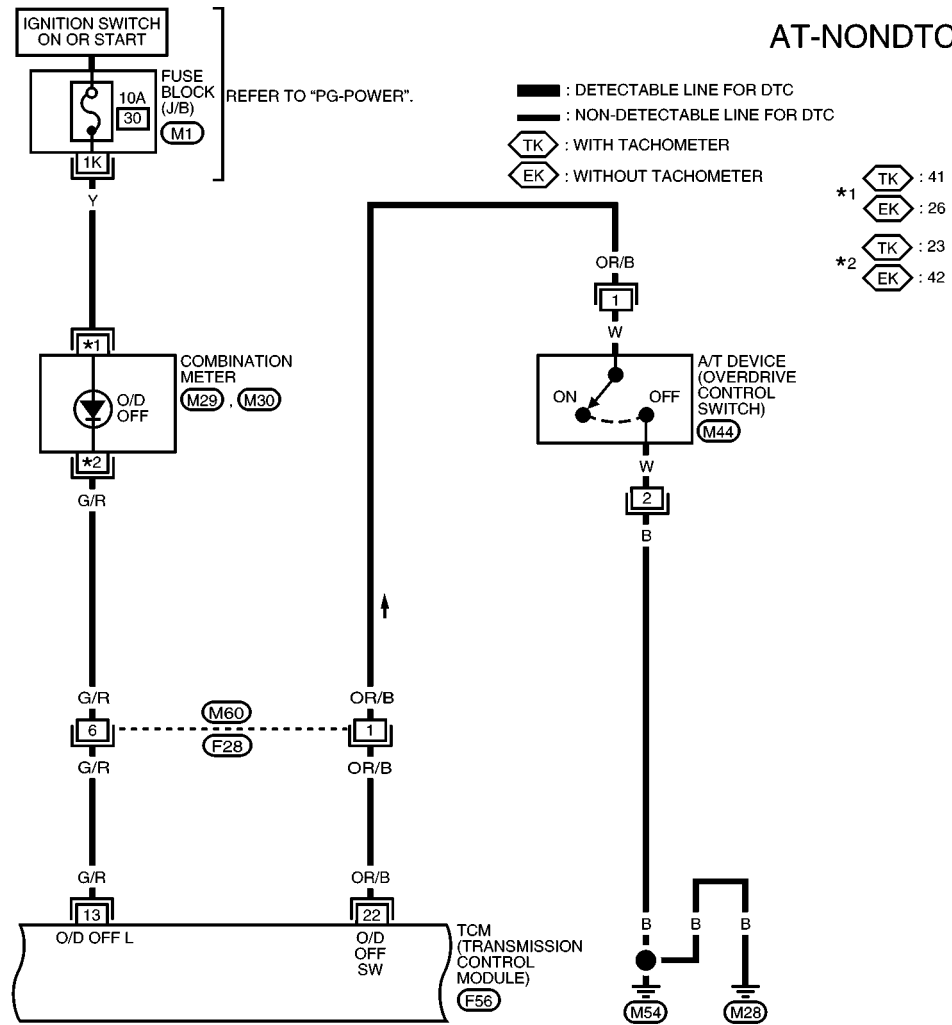 AT-NONDTC
IGNITION SWITCH
ON OR START
FUSE
BLOCK
(J/B)
M1
10A
30
REFER TO "PG-POWER".
1K
Y
: DETECTABLE LINE FOR DTC
: NON-DETECTABLE LINE FOR DTC
TK : WITH TACHOMETER
EK : WITHOUT TACHOMETER
*1 TK : 41
EK : 26
*2 TK : 23
EK : 42
OR/B
1
W
*1
COMBINATION
METER
M29 , M30
O/D
OFF
*2
G/R
A/T DEVICE
(OVERDRIVE
CONTROL
SWITCH)
M44
ON
OFF
W
2
B
G/R
OR/B
6
M60
F28
1
G/R
OR/B
G/R
OR/B
13
22
O/D OFF L
O/D
OFF
SW
TCM
(TRANSMISSION
CONTROL
MODULE)
F56
B
B
B
M54
M28